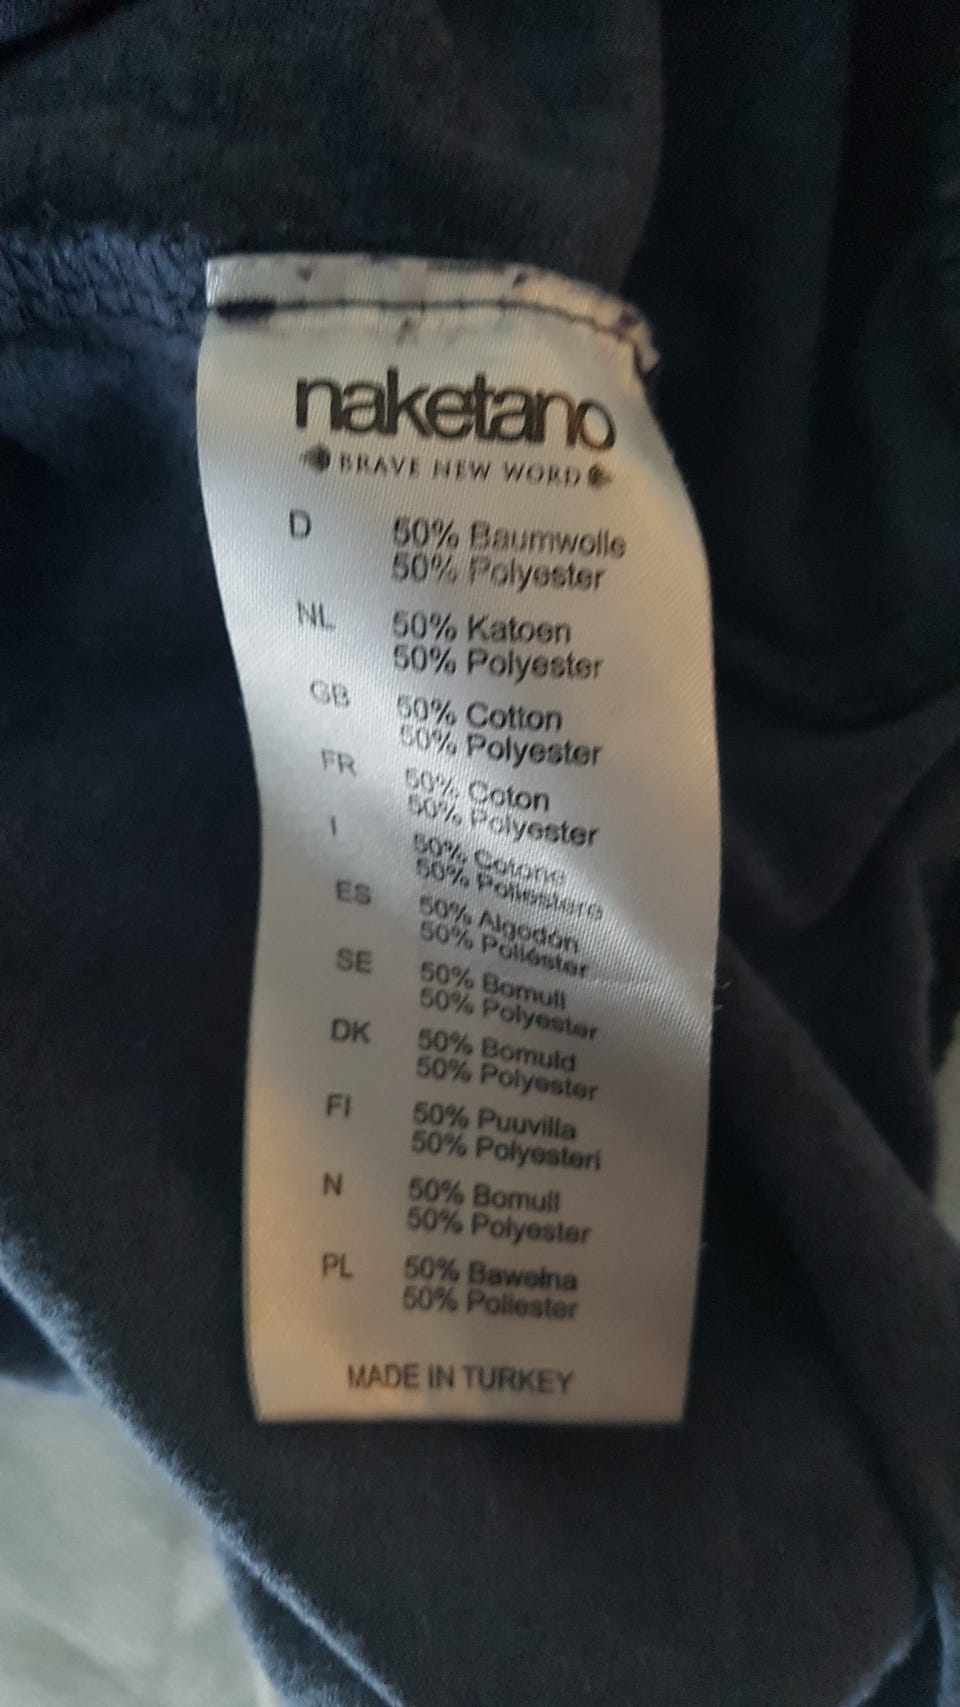 naketano
BRAVE NEW WORD
D 50% Baumwolle
50% Polyester
NL 50% Katoen
50% Polyester
GB 50% Cotton
50% Polyester
FR 50% Coton
50% Polyester
I 50% Cotone
50% Poliestere
ES 50% Algodón
50% Poliéster
SE 50% Bomull
50% Polyester
DK 50% Bomuld
50% Polyester
FI 50% Puuvilla
50% Polyesteri
N 50% Bomull
50% Polyester
PL 50% Bawełna
50% Poliester
MADE IN TURKEY